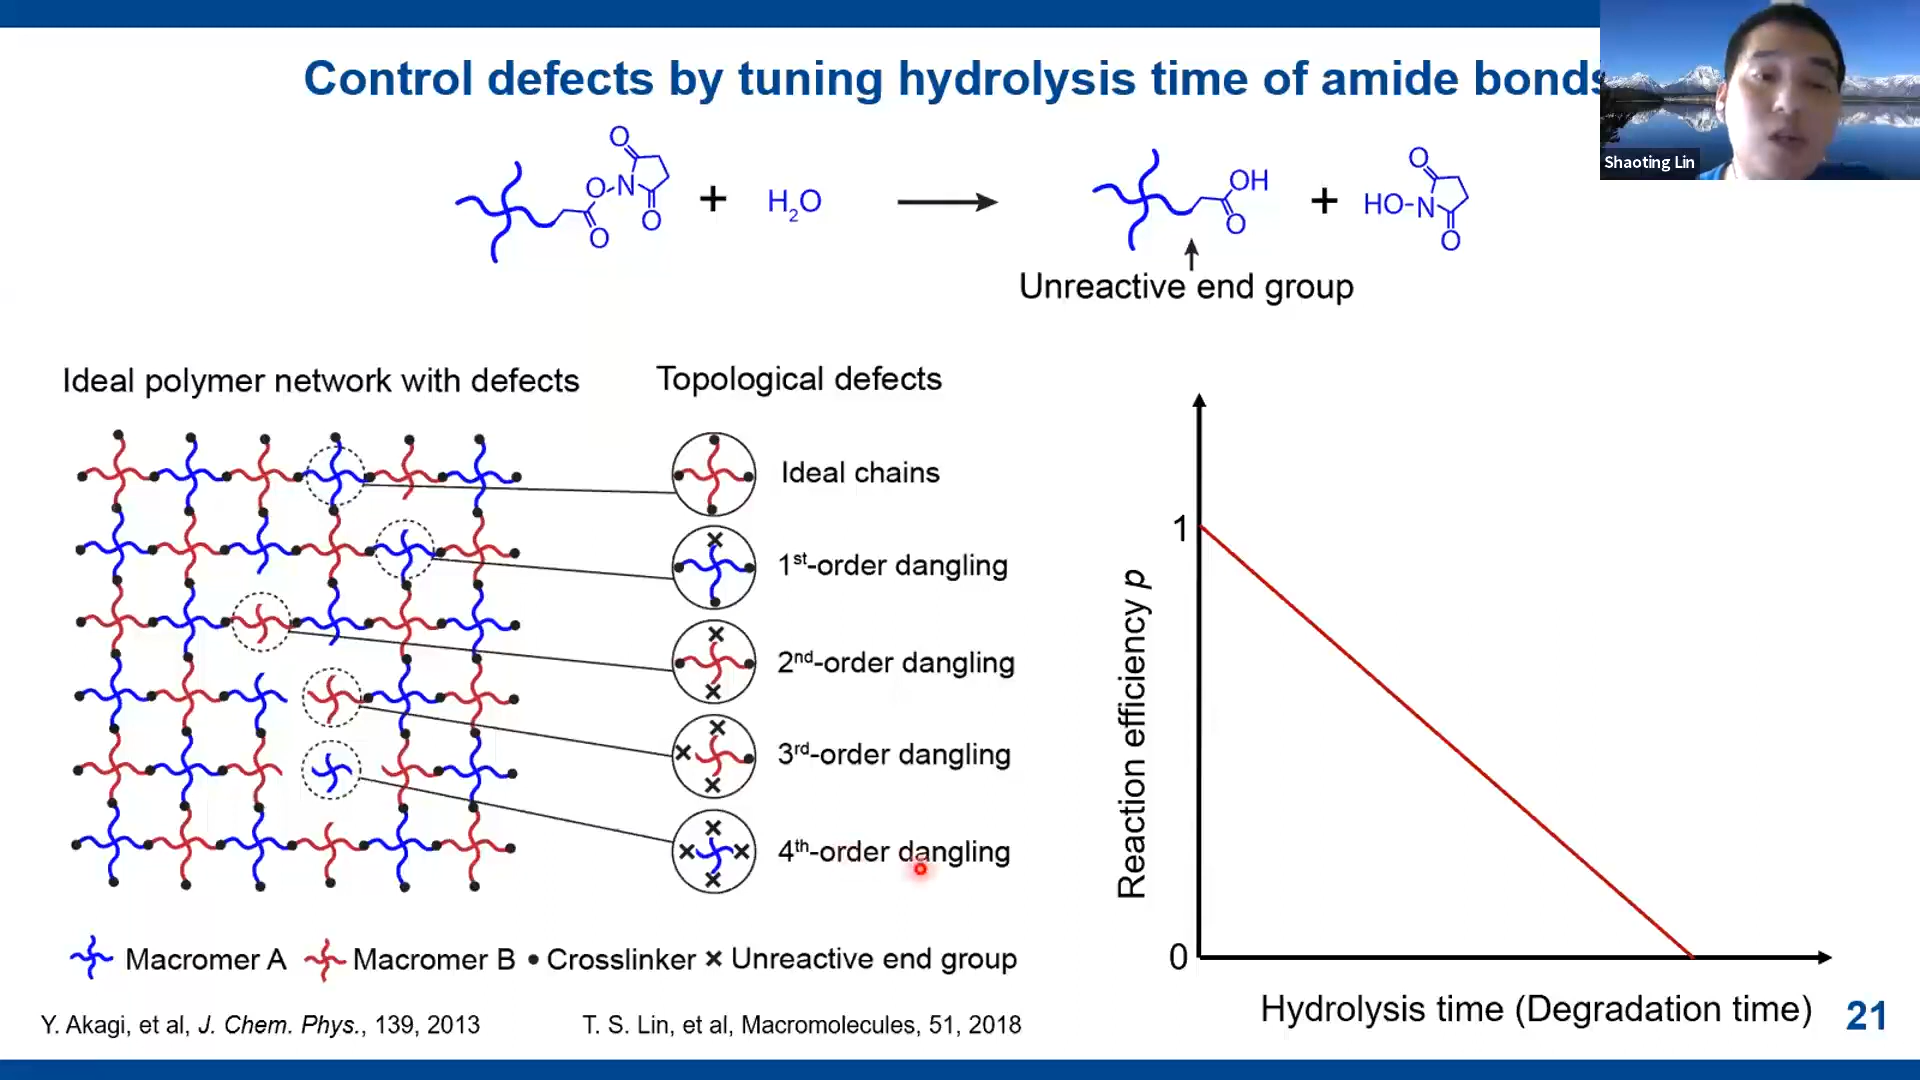 Control defects by tuning hydrolysis time of amide bonds
Shaoting Lin
O
O
N
O
O
O
+
H₂O
OH
O
+
HO
N
O
O
Unreactive end group
Ideal polymer network with defects
Topological defects
Ideal chains
1st-order dangling
2nd-order dangling
3rd-order dangling
4th-order dangling
Macromer A
Macromer B
Crosslinker
Unreactive end group
Y. Akagi, et al, J. Chem. Phys., 139, 2013
T. S. Lin, et al, Macromolecules, 51, 2018
1
Reaction efficiency p
0
Hydrolysis time (Degradation time)
21